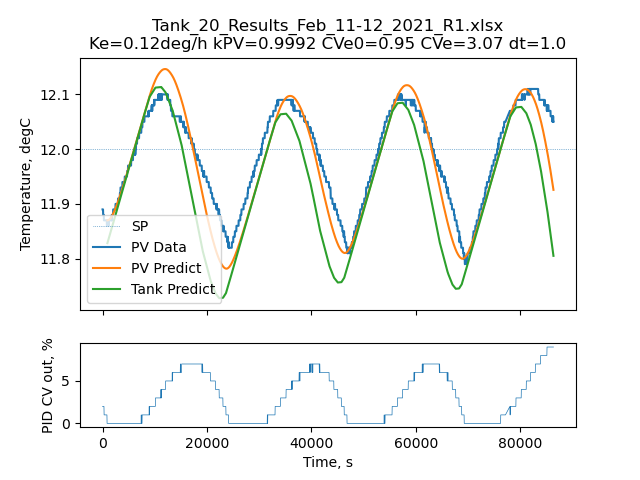 Tank_20_Results_Feb_11-12_2021_R1.xlsx
Ke=0.12deg/h kPV=0.9992 CVe0=0.95 CVe=3.07 dt=1.0
Temperature, degC
12.1
12.0
11.9
11.8
SP
PV Data
PV Predict
Tank Predict
PID CV out, %
5
0
0
20000
40000
60000
80000
Time, s